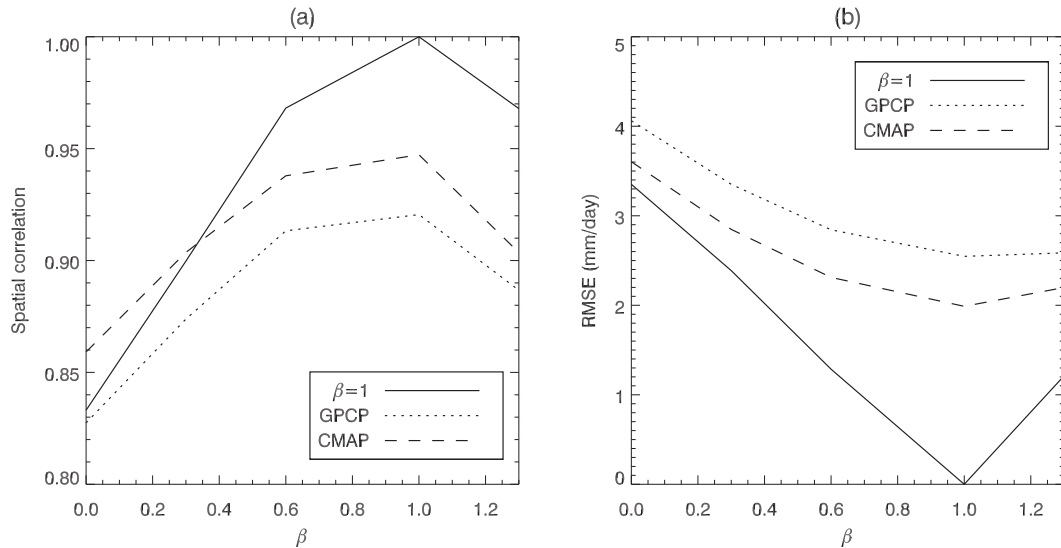 (a)
1.00
0.95
0.90
0.85
0.80
Spatial correlation
β=1
GPCP
CMAP
0.0 0.2 0.4 0.6 0.8 1.0 1.2
β
(b)
5
4
3
2
1
0
RMSE (mm/day)
β=1
GPCP
CMAP
0.0 0.2 0.4 0.6 0.8 1.0 1.2
β